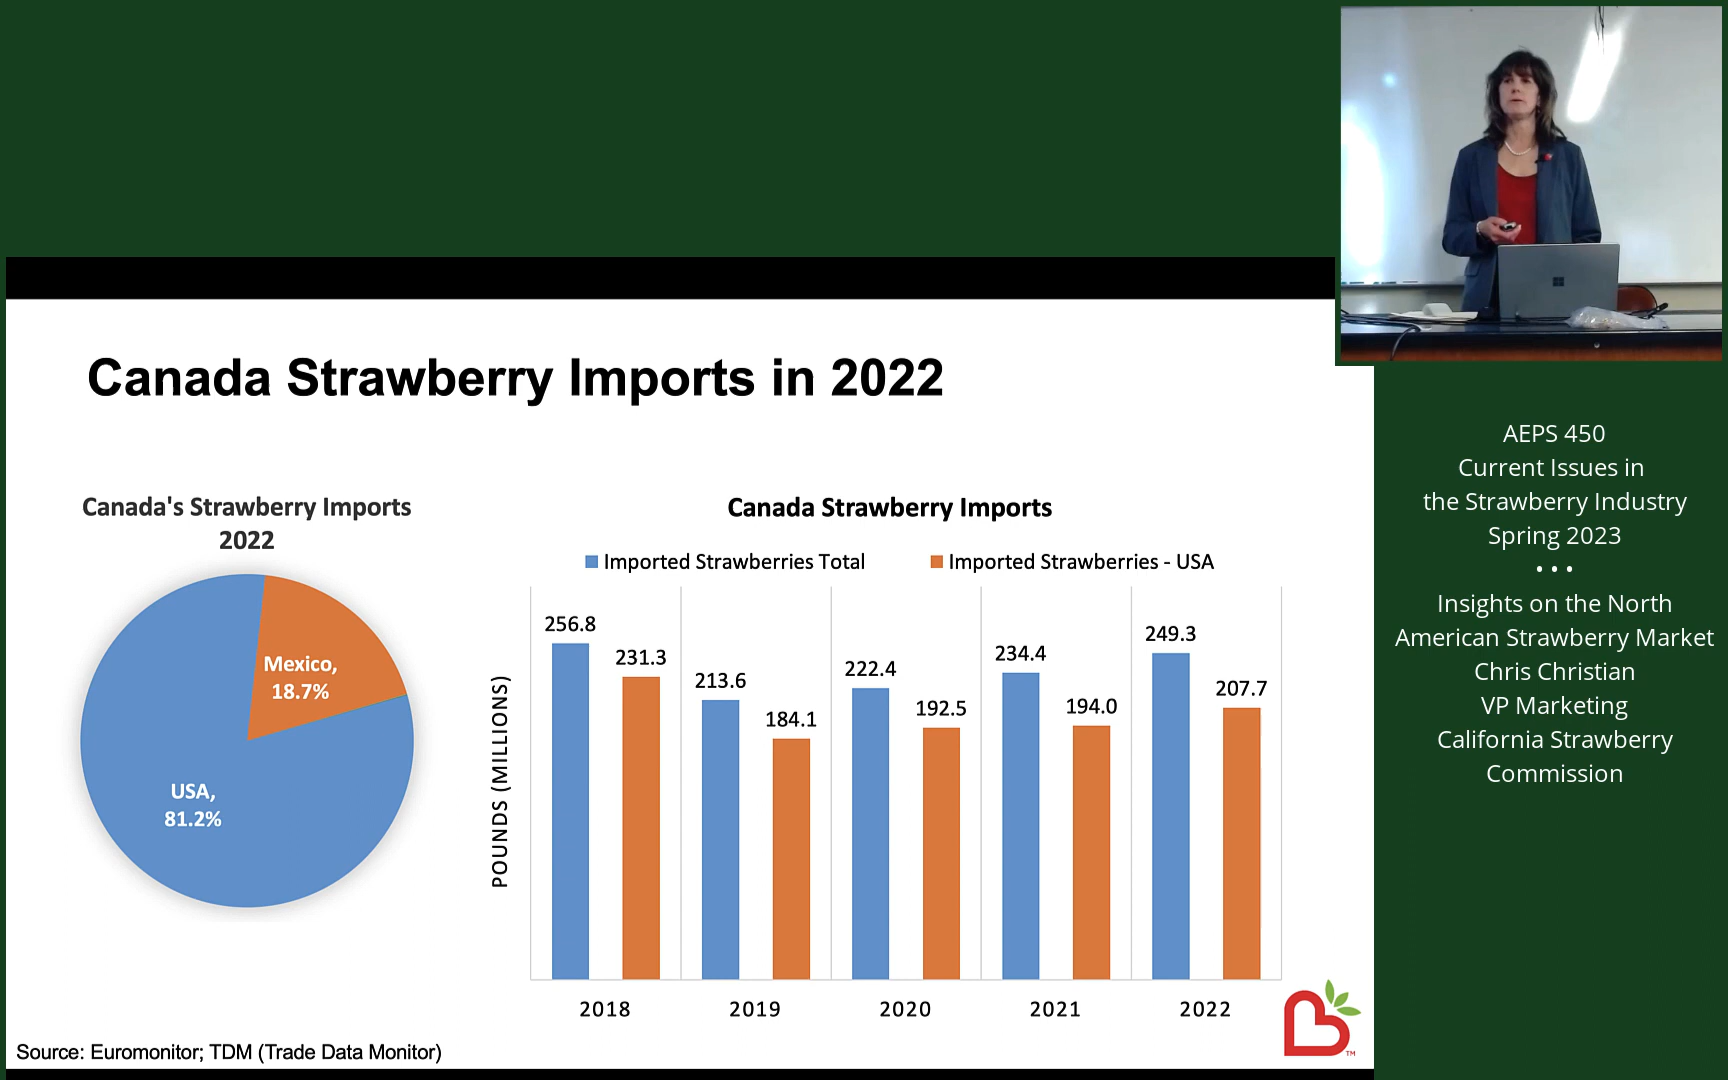 Canada Strawberry Imports in 2022
Canada's Strawberry Imports
2022
Mexico,
18.7%
USA,
81.2%
Canada Strawberry Imports
Imported Strawberries Total
Imported Strawberries - USA
POUNDS (MILLIONS)
256.8
231.3
213.6
184.1
222.4
192.5
234.4
194.0
249.3
207.7
2018
2019
2020
2021
2022
Source: Euromonitor; TDM (Trade Data Monitor)
TM
AEPS 450
Current Issues in
the Strawberry Industry
Spring 2023
• • •
Insights on the North
American Strawberry Market
Chris Christian
VP Marketing
California Strawberry
Commission